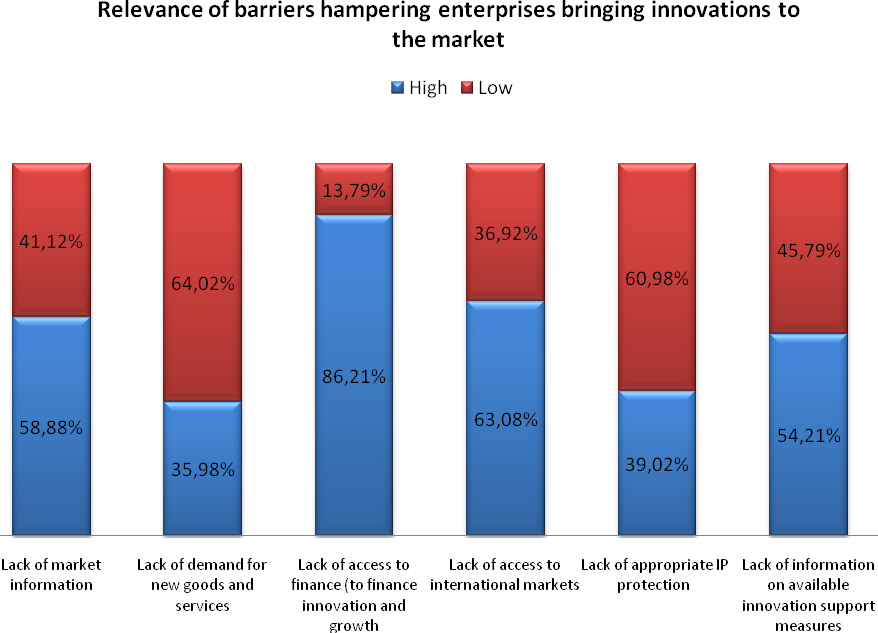 Relevance of barriers hampering enterprises bringing innovations to
the market
High Low
13,79%
36,92%
41,12%
45,79%
64,02%
60,98%
86,21%
63,08%
58,88%
54,21%
35,98%
39,02%
Lack of market
information
Lack of demand for
new goods and
services
Lack of access to
finance (to finance
innovation and
growth
Lack of access to
international markets
Lack of appropriate IP
protection
Lack of information
on available
innovation support
measures